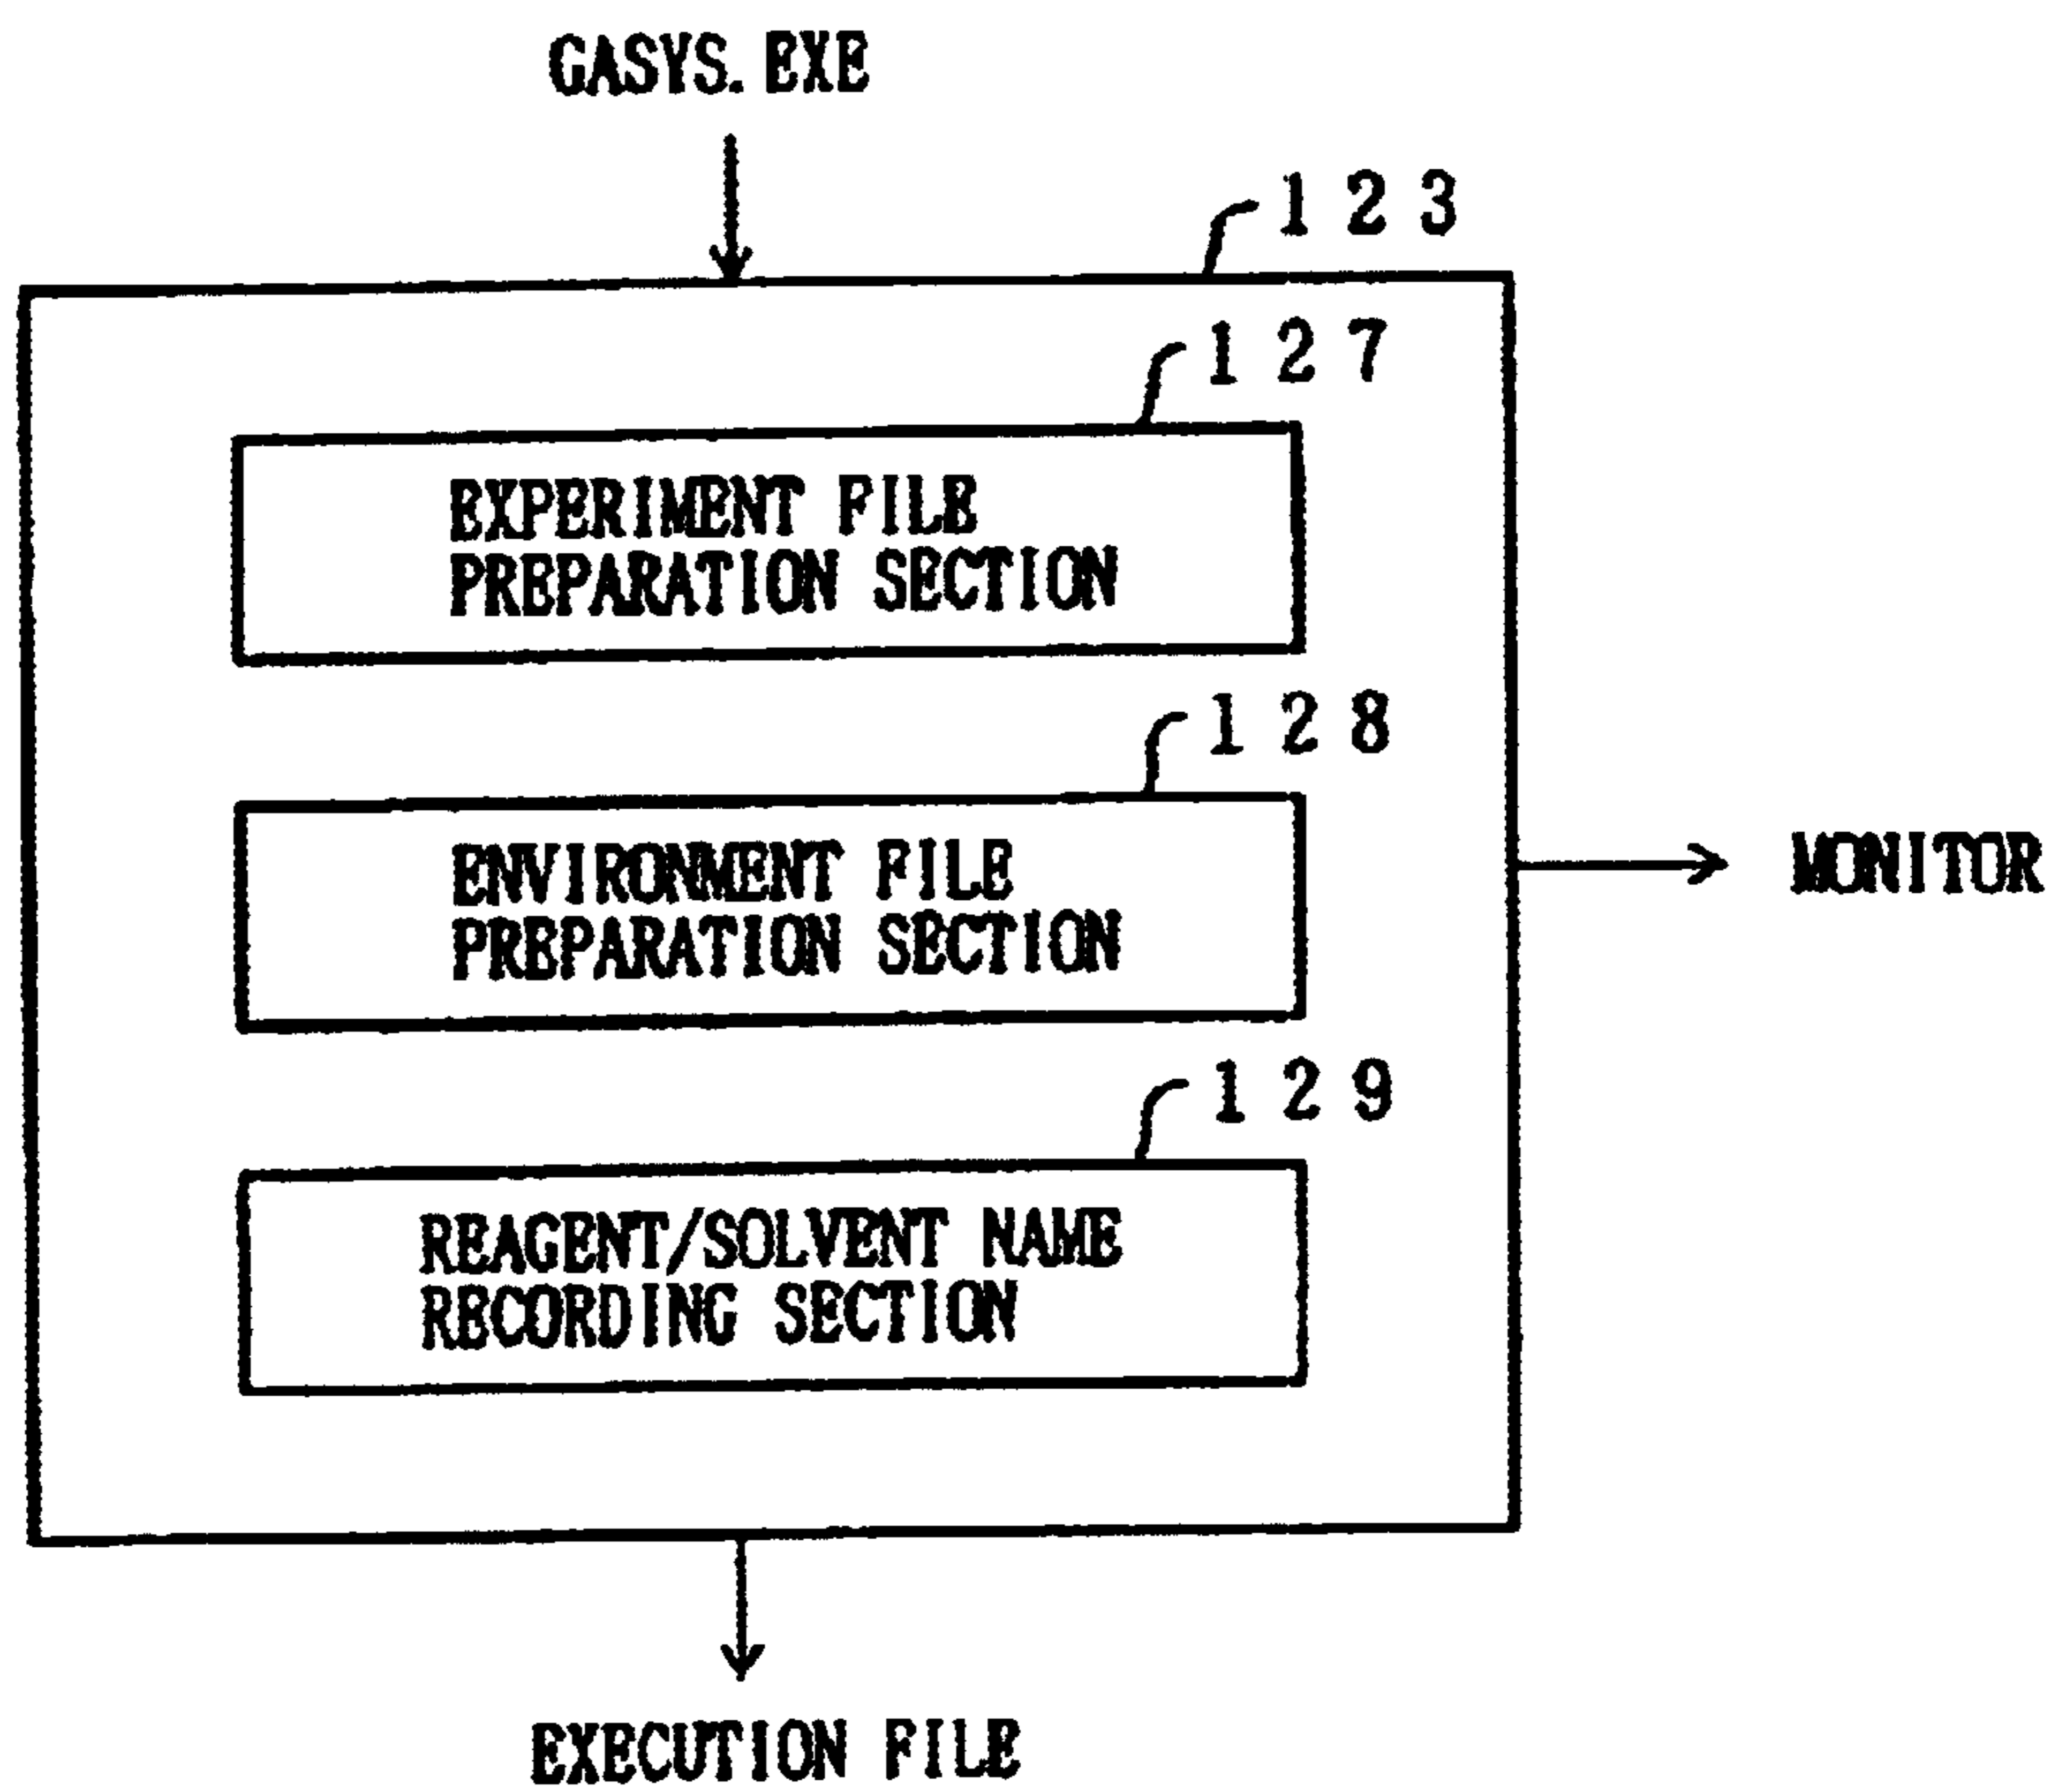 GASYS. EXE
123
127
EXPERIMENT FILE
PREPARATION SECTION
128
ENVIRONMENT FILE
PREPARATION SECTION
MONITOR
129
REAGENT/SOLVENT NAME
RECORDING SECTION
EXECUTION FILE